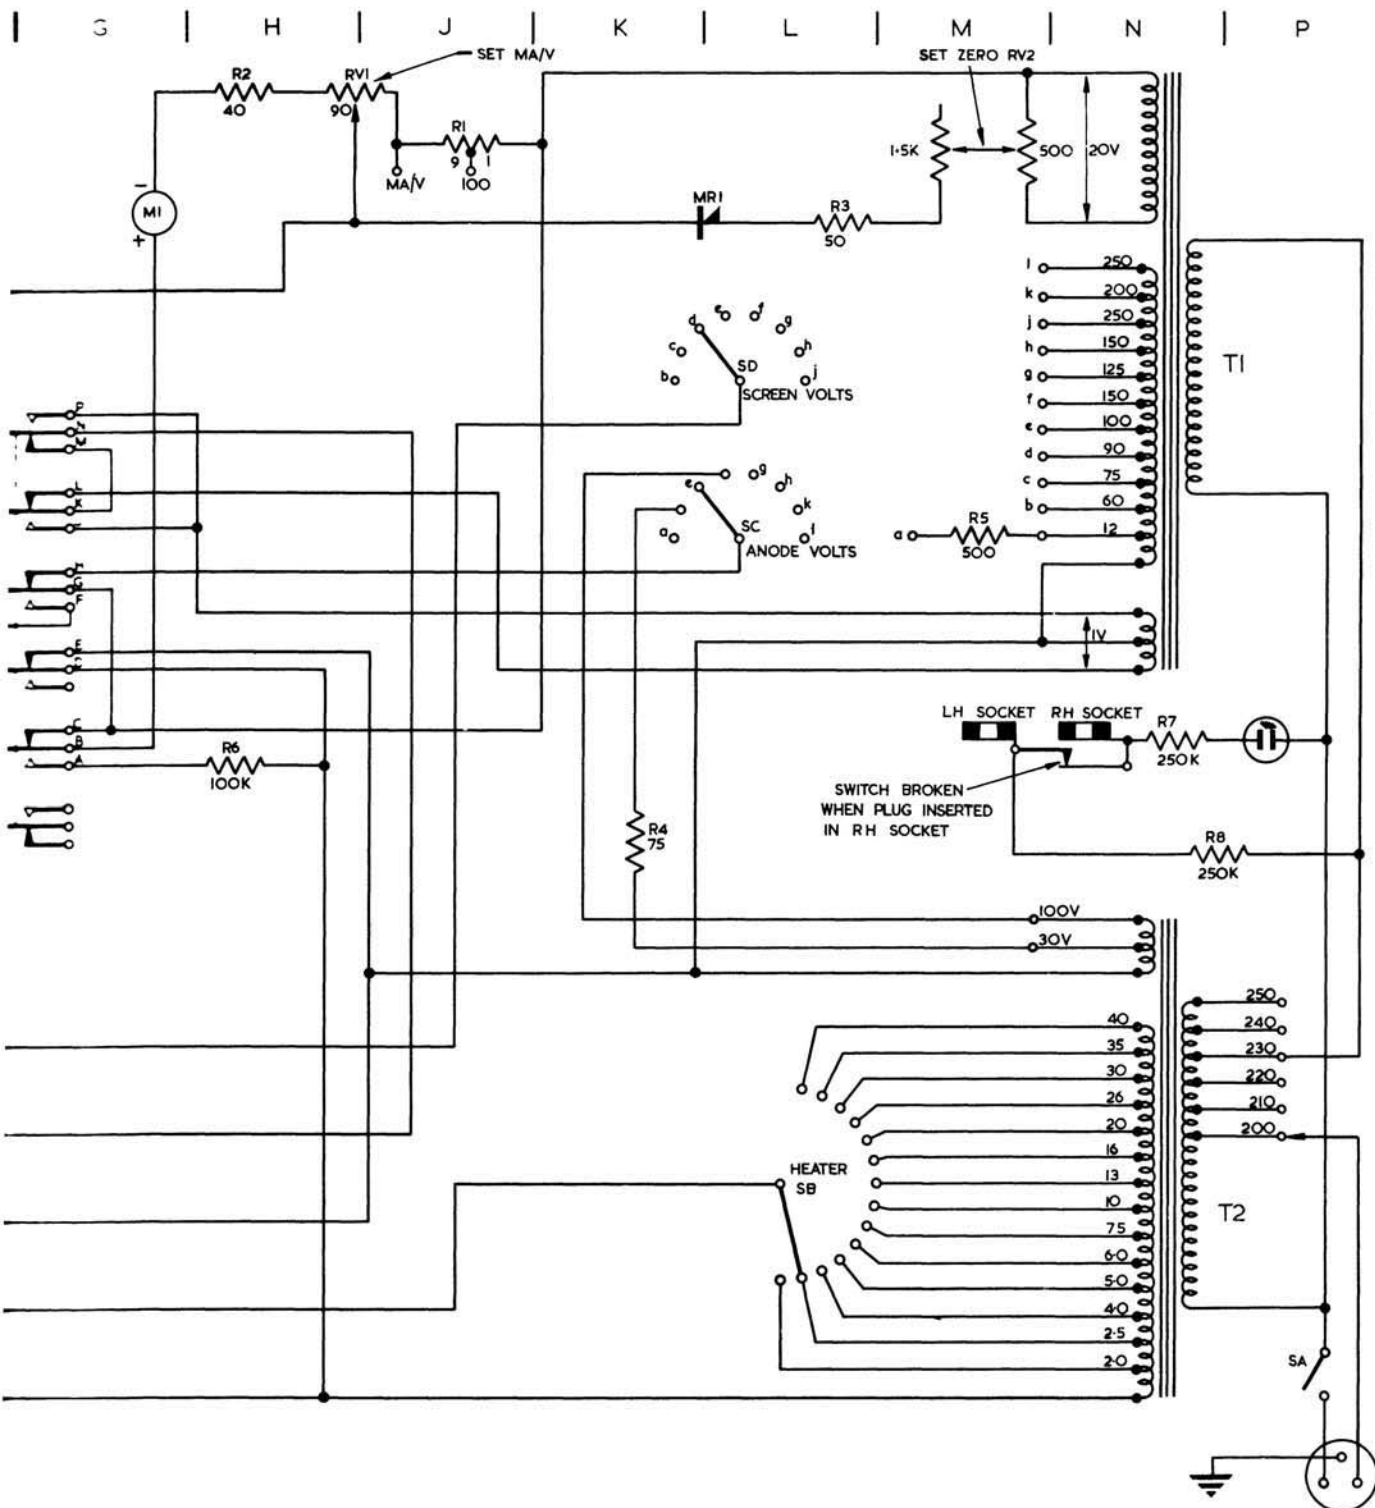 G H J K L M N P
SET MA/V
SET ZERO RV2
R2
40
RV1
90
R1
9 1
MA/V 100
1·5K
500
20V
-
M1
+
MR1
R3
50
l 250
k 200
j 250
h 150
g 125
f 150
e 100
d 90
c 75
b 60
a R5 12
500
T1
b c d e f g h j
SD
SCREEN VOLTS
a e g h k l
SC
ANODE VOLTS
P
L
K
H
G
F
E
C
B
A
1V
LH SOCKET RH SOCKET
R7
250K
R6
100K
SWITCH BROKEN
WHEN PLUG INSERTED
IN RH SOCKET
R4
75
R8
250K
100V
30V
250
240
230
220
210
200
40
35
30
26
20
16
13
10
75
6·0
5·0
4·0
2·5
2·0
HEATER
SB
T2
SA